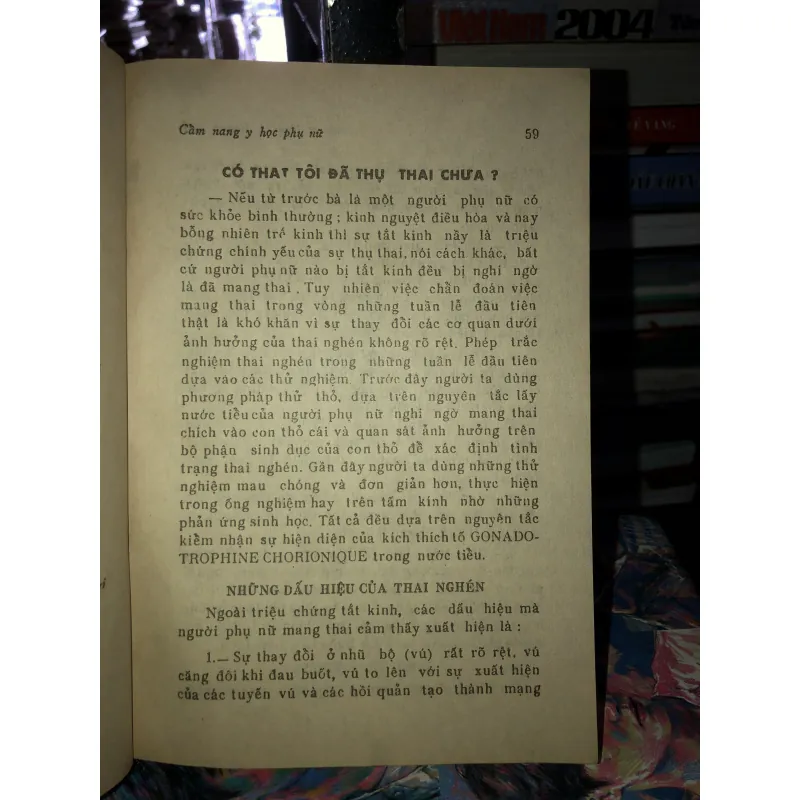 Việt Nam 2004
Cẩm nang y học phụ nữ 59
CÓ THẬT TÔI ĐÃ THỤ THAI CHƯA ?
— Nếu từ trước bà là một người phụ nữ có
sức khỏe bình thường ; kinh nguyệt điều hòa và nay
bỗng nhiên trễ kinh thì sự tắt kinh nầy là triệu
chứng chính yếu của sự thụ thai, nói cách khác, bất
cứ người phụ nữ nào bị tắt kinh đều bị nghi ngờ
là đã mang thai . Tuy nhiên việc chẩn đoán việc
mang thai trong vòng những tuần lễ đầu tiên
thật là khó khăn vì sự thay đổi các cơ quan dưới
ảnh hưởng của thai nghén không rõ rệt. Phép trắc
nghiệm thai nghén trong những tuần lễ đầu tiên
dựa vào các thử nghiệm. Trước đây người ta dùng
phương pháp thử thỏ, dựa trên nguyên tắc lấy
nước tiểu của người phụ nữ nghi ngờ mang thai
chích vào con thỏ cái và quan sát ảnh hưởng trên
bộ phận sinh dục của con thỏ để xác định tình
trạng thai nghén. Gần đây người ta dùng những thử
nghiệm mau chóng và đơn giản hơn, thực hiện
trong ống nghiệm hay trên tấm kính nhờ những
phản ứng sinh học. Tất cả đều dựa trên nguyên tắc
kiểm nhận sự hiện diện của kích thích tố GONADO-
TROPHINE CHORIONIQUE trong nước tiểu.
NHỮNG DẤU HIỆU CỦA THAI NGHÉN
Ngoài triệu chứng tắt kinh, các dấu hiệu mà
người phụ nữ mang thai cảm thấy xuất hiện là :
1.— Sự thay đổi ở nhũ bộ (vú) rất rõ rệt. vú
căng đôi khi đau buốt, vú to lên với sự xuất hiện
của các tuyến vú và các hồi quản tạo thành mạng